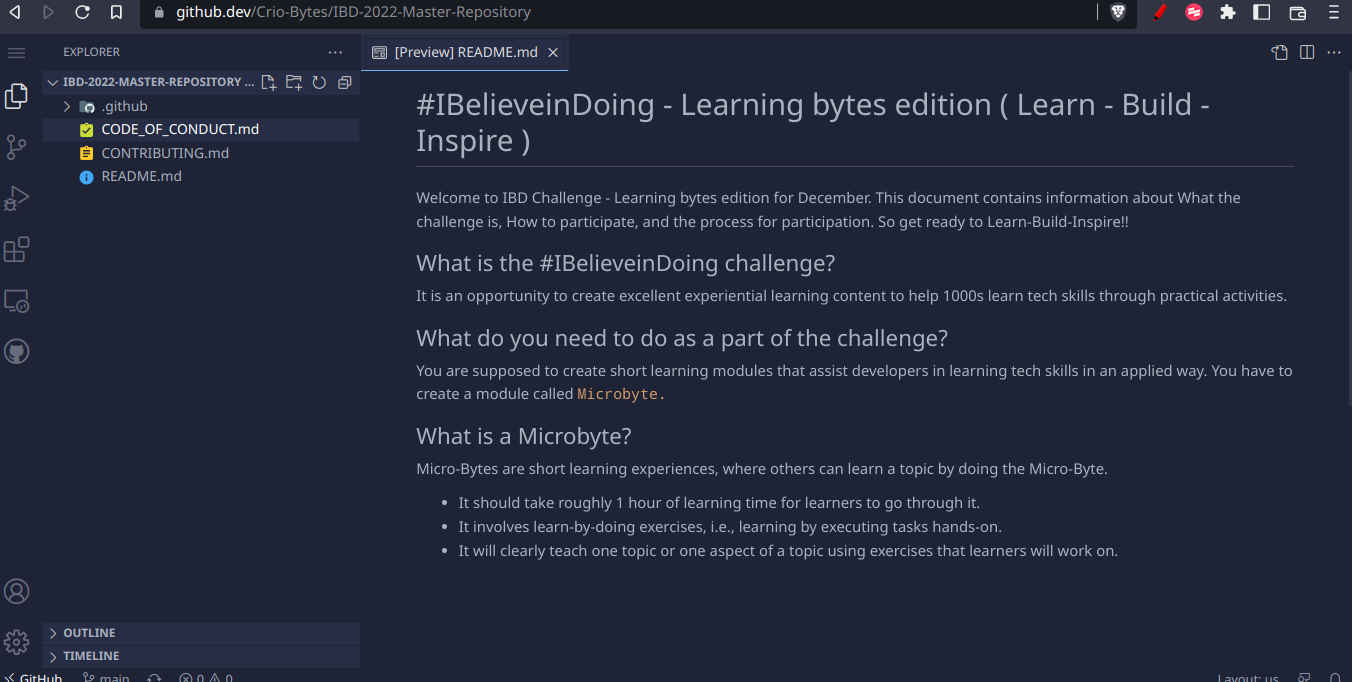 github.dev/Crio-Bytes/IBD-2022-Master-Repository
EXPLORER
IBD-2022-MASTER-REPOSITORY ...
.github
CODE_OF_CONDUCT.md
CONTRIBUTING.md
README.md
OUTLINE
TIMELINE
[Preview] README.md
#IBelieveinDoing - Learning bytes edition ( Learn - Build -
Inspire )
Welcome to IBD Challenge - Learning bytes edition for December. This document contains information about What the
challenge is, How to participate, and the process for participation. So get ready to Learn-Build-Inspire!!
What is the #IBelieveinDoing challenge?
It is an opportunity to create excellent experiential learning content to help 1000s learn tech skills through practical activities.
What do you need to do as a part of the challenge?
You are supposed to create short learning modules that assist developers in learning tech skills in an applied way. You have to
create a module called Microbyte.
What is a Microbyte?
Micro-Bytes are short learning experiences, where others can learn a topic by doing the Micro-Byte.
• It should take roughly 1 hour of learning time for learners to go through it.
• It involves learn-by-doing exercises, i.e., learning by executing tasks hands-on.
• It will clearly teach one topic or one aspect of a topic using exercises that learners will work on.
GitHub main 0 0 Layout: us